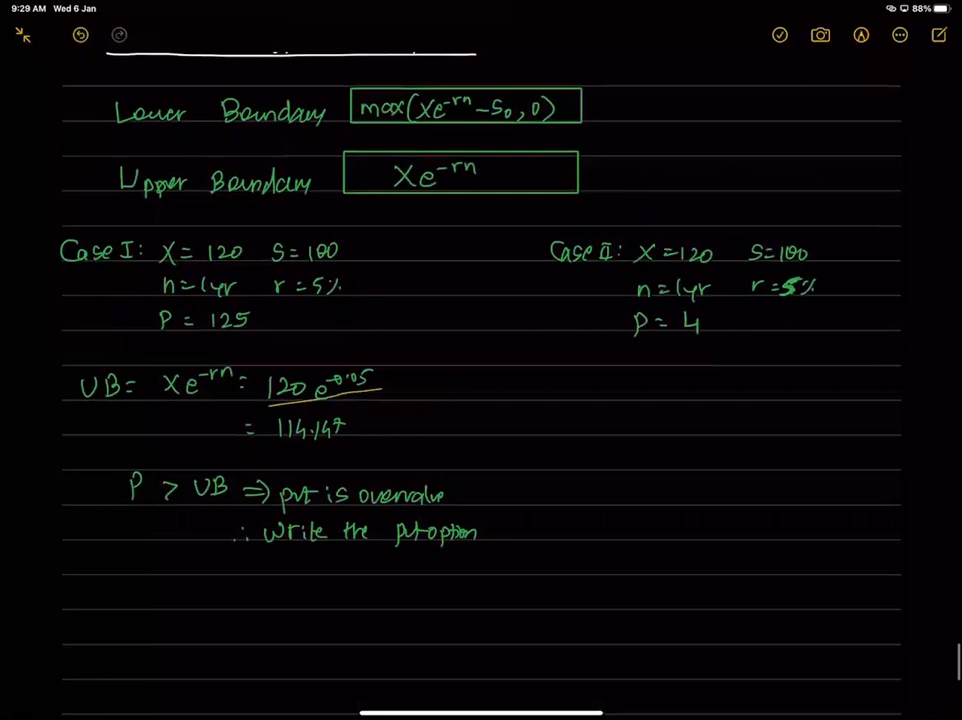 9:29 AM Wed 6 Jan 88%
Lower Boundary max(Xe^-rn - S₀, 0)
Upper Boundary Xe^-rn
Case I: X = 120 S = 100
n = 1yr r = 5%
P = 125
Case II: X = 120 S = 100
n = 1yr r = 5%
P = 4
UB = Xe^-rn = 120 e^-0.05
= 114.147
P > UB ⇒ put is overvalue
∴ Write the put option